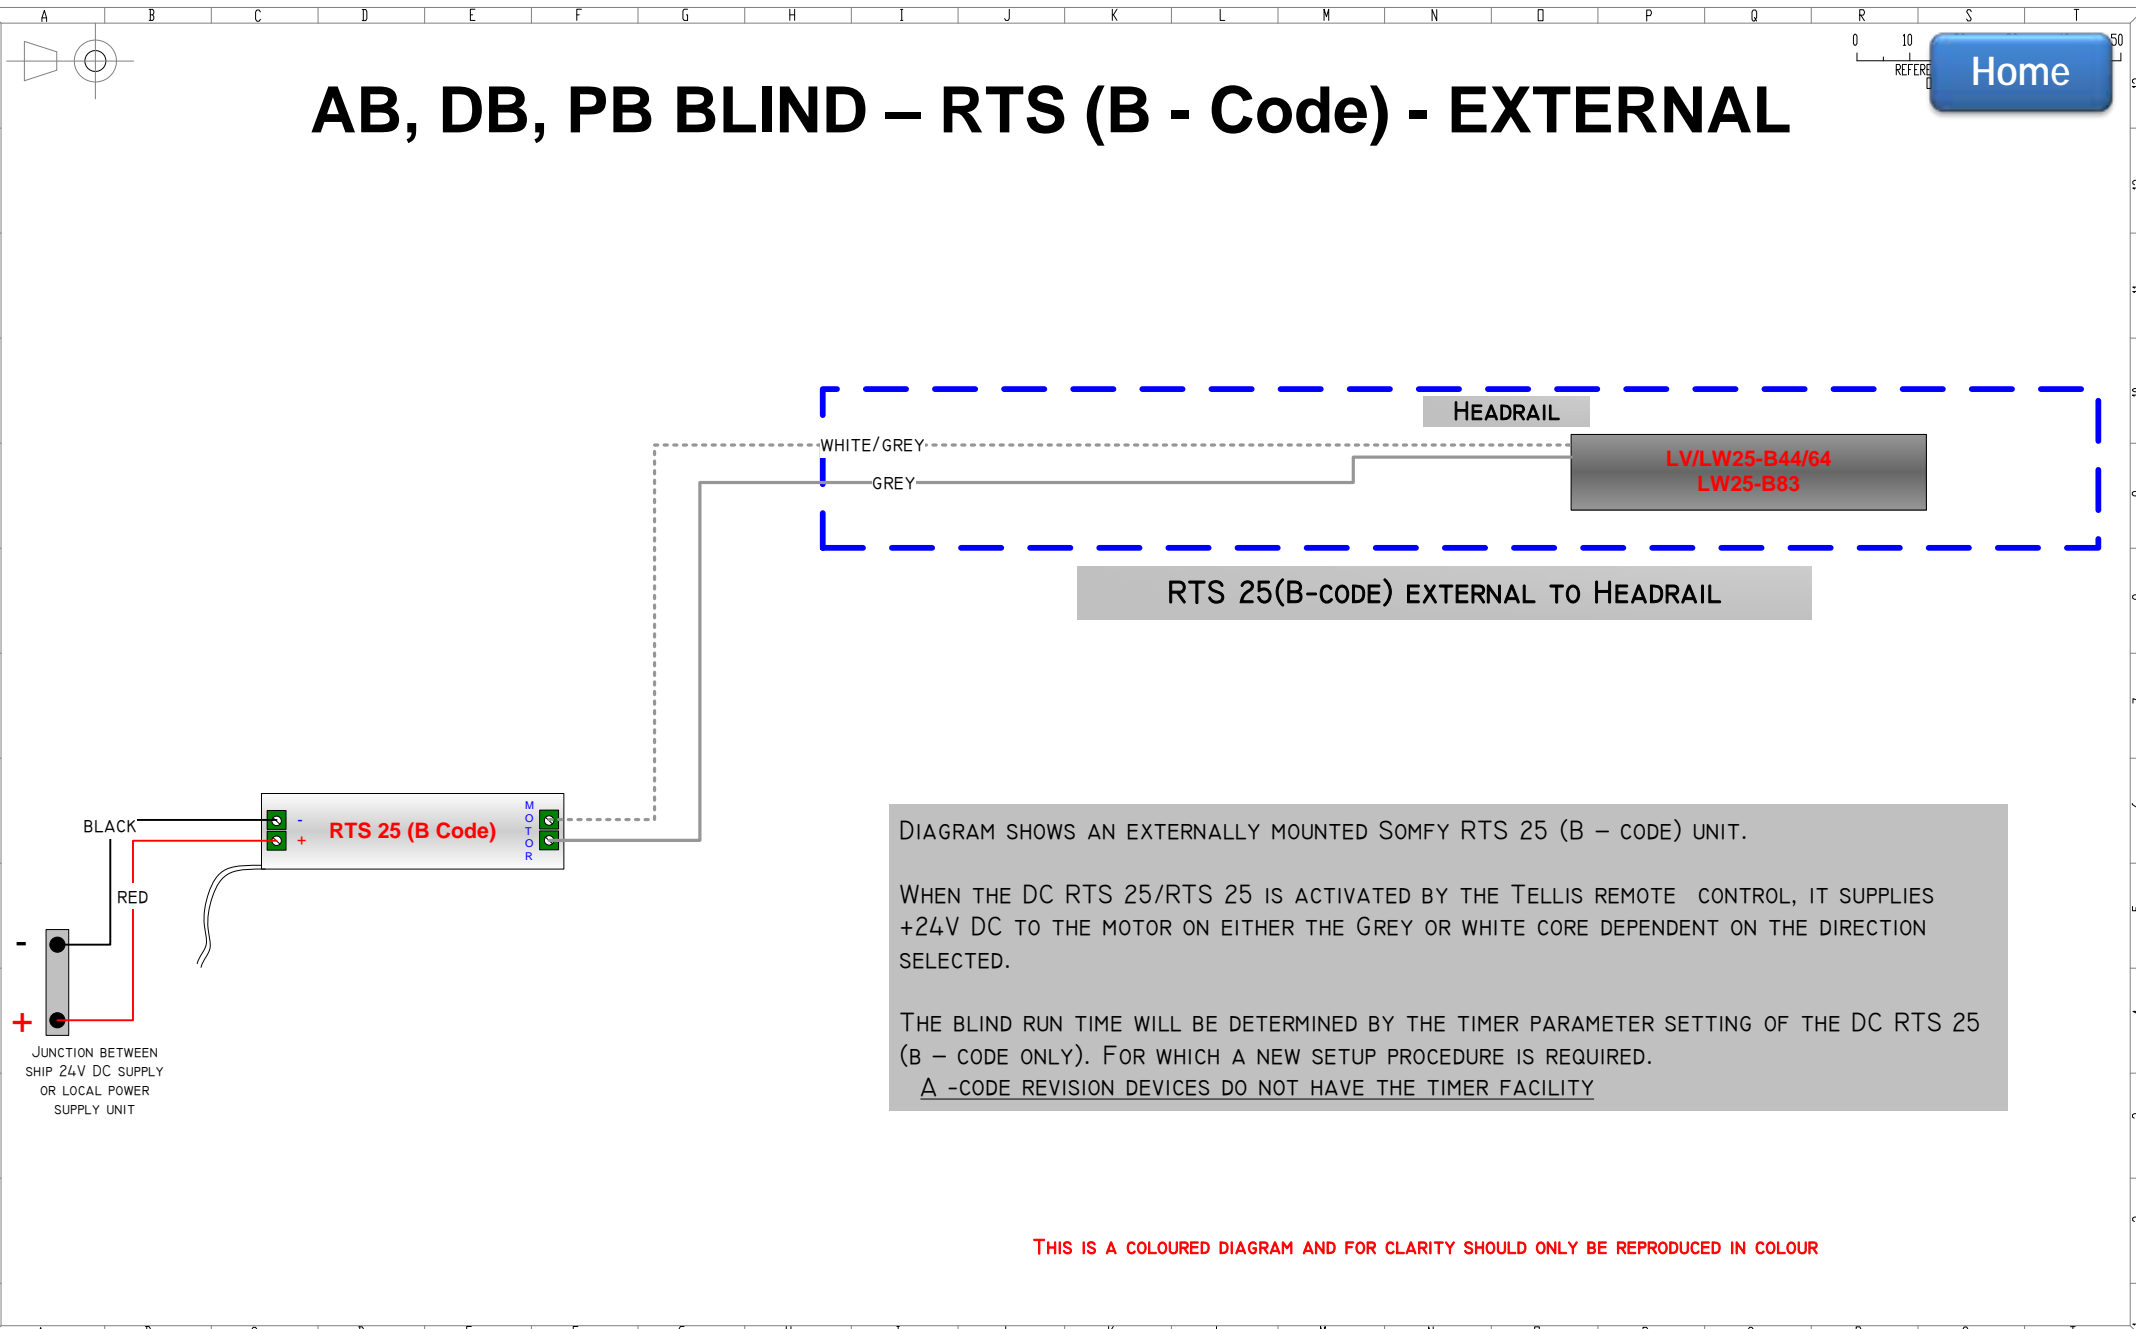 A B C D E F G H I J K L M N O P Q R S T
0 10 50
REFERE
Home
AB, DB, PB BLIND – RTS (B - Code) - EXTERNAL
HEADRAIL
WHITE/GREY
GREY
LV/LW25-B44/64
LW25-B83
RTS 25(B-CODE) EXTERNAL TO HEADRAIL
BLACK
RED
-
+
RTS 25 (B Code)
MOTOR
-
+
JUNCTION BETWEEN
SHIP 24V DC SUPPLY
OR LOCAL POWER
SUPPLY UNIT
DIAGRAM SHOWS AN EXTERNALLY MOUNTED SOMFY RTS 25 (B – CODE) UNIT.
WHEN THE DC RTS 25/RTS 25 IS ACTIVATED BY THE TELLIS REMOTE CONTROL, IT SUPPLIES
+24V DC TO THE MOTOR ON EITHER THE GREY OR WHITE CORE DEPENDENT ON THE DIRECTION
SELECTED.
THE BLIND RUN TIME WILL BE DETERMINED BY THE TIMER PARAMETER SETTING OF THE DC RTS 25
(B – CODE ONLY). FOR WHICH A NEW SETUP PROCEDURE IS REQUIRED.
A -CODE REVISION DEVICES DO NOT HAVE THE TIMER FACILITY
THIS IS A COLOURED DIAGRAM AND FOR CLARITY SHOULD ONLY BE REPRODUCED IN COLOUR